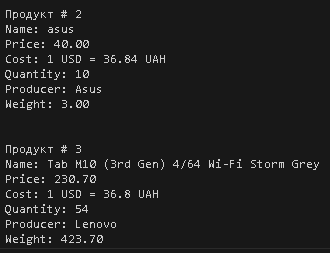 Продукт # 2
Name: asus
Price: 40.00
Cost: 1 USD = 36.84 UAH
Quantity: 10
Producer: Asus
Weight: 3.00
Продукт # 3
Name: Tab M10 (3rd Gen) 4/64 Wi-Fi Storm Grey
Price: 230.70
Cost: 1 USD = 36.8 UAH
Quantity: 54
Producer: Lenovo
Weight: 423.70